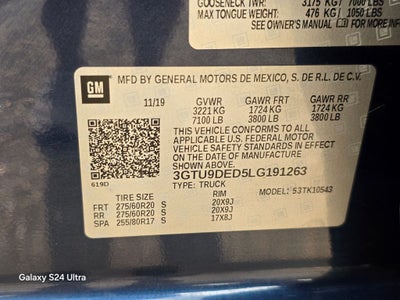 GOOSENECK TWR: 3175 KG / 7000 LBS
MAX TONGUE WEIGHT: 476 KG / 1050 LBS
SEE OWNER'S MANUAL FOR
GM
MFD BY GENERAL MOTORS DE MEXICO, S. DE R.L. DE C.V.
11/19 GVWR GAWR FRT GAWR RR
3221 KG 1724 KG 1724 KG
7100 LB 3800 LB 3800 LB
THIS VEHICLE CONFORMS TO ALL
APPLICABLE U.S. FEDERAL MOTOR
VEHICLE SAFETY STANDARDS IN EFFECT
ON THE DATE OF MANUFACTURE
SHOWN ABOVE.
619D 3GTU9DED5LG191263
TYPE: TRUCK MODEL: 53TK10543
TIRE SIZE RIM
FRT 275/60R20 S 20X9J
RR 275/60R20 S 20X9J
SPA 255/80R17 S 17X8J
Galaxy S24 Ultra